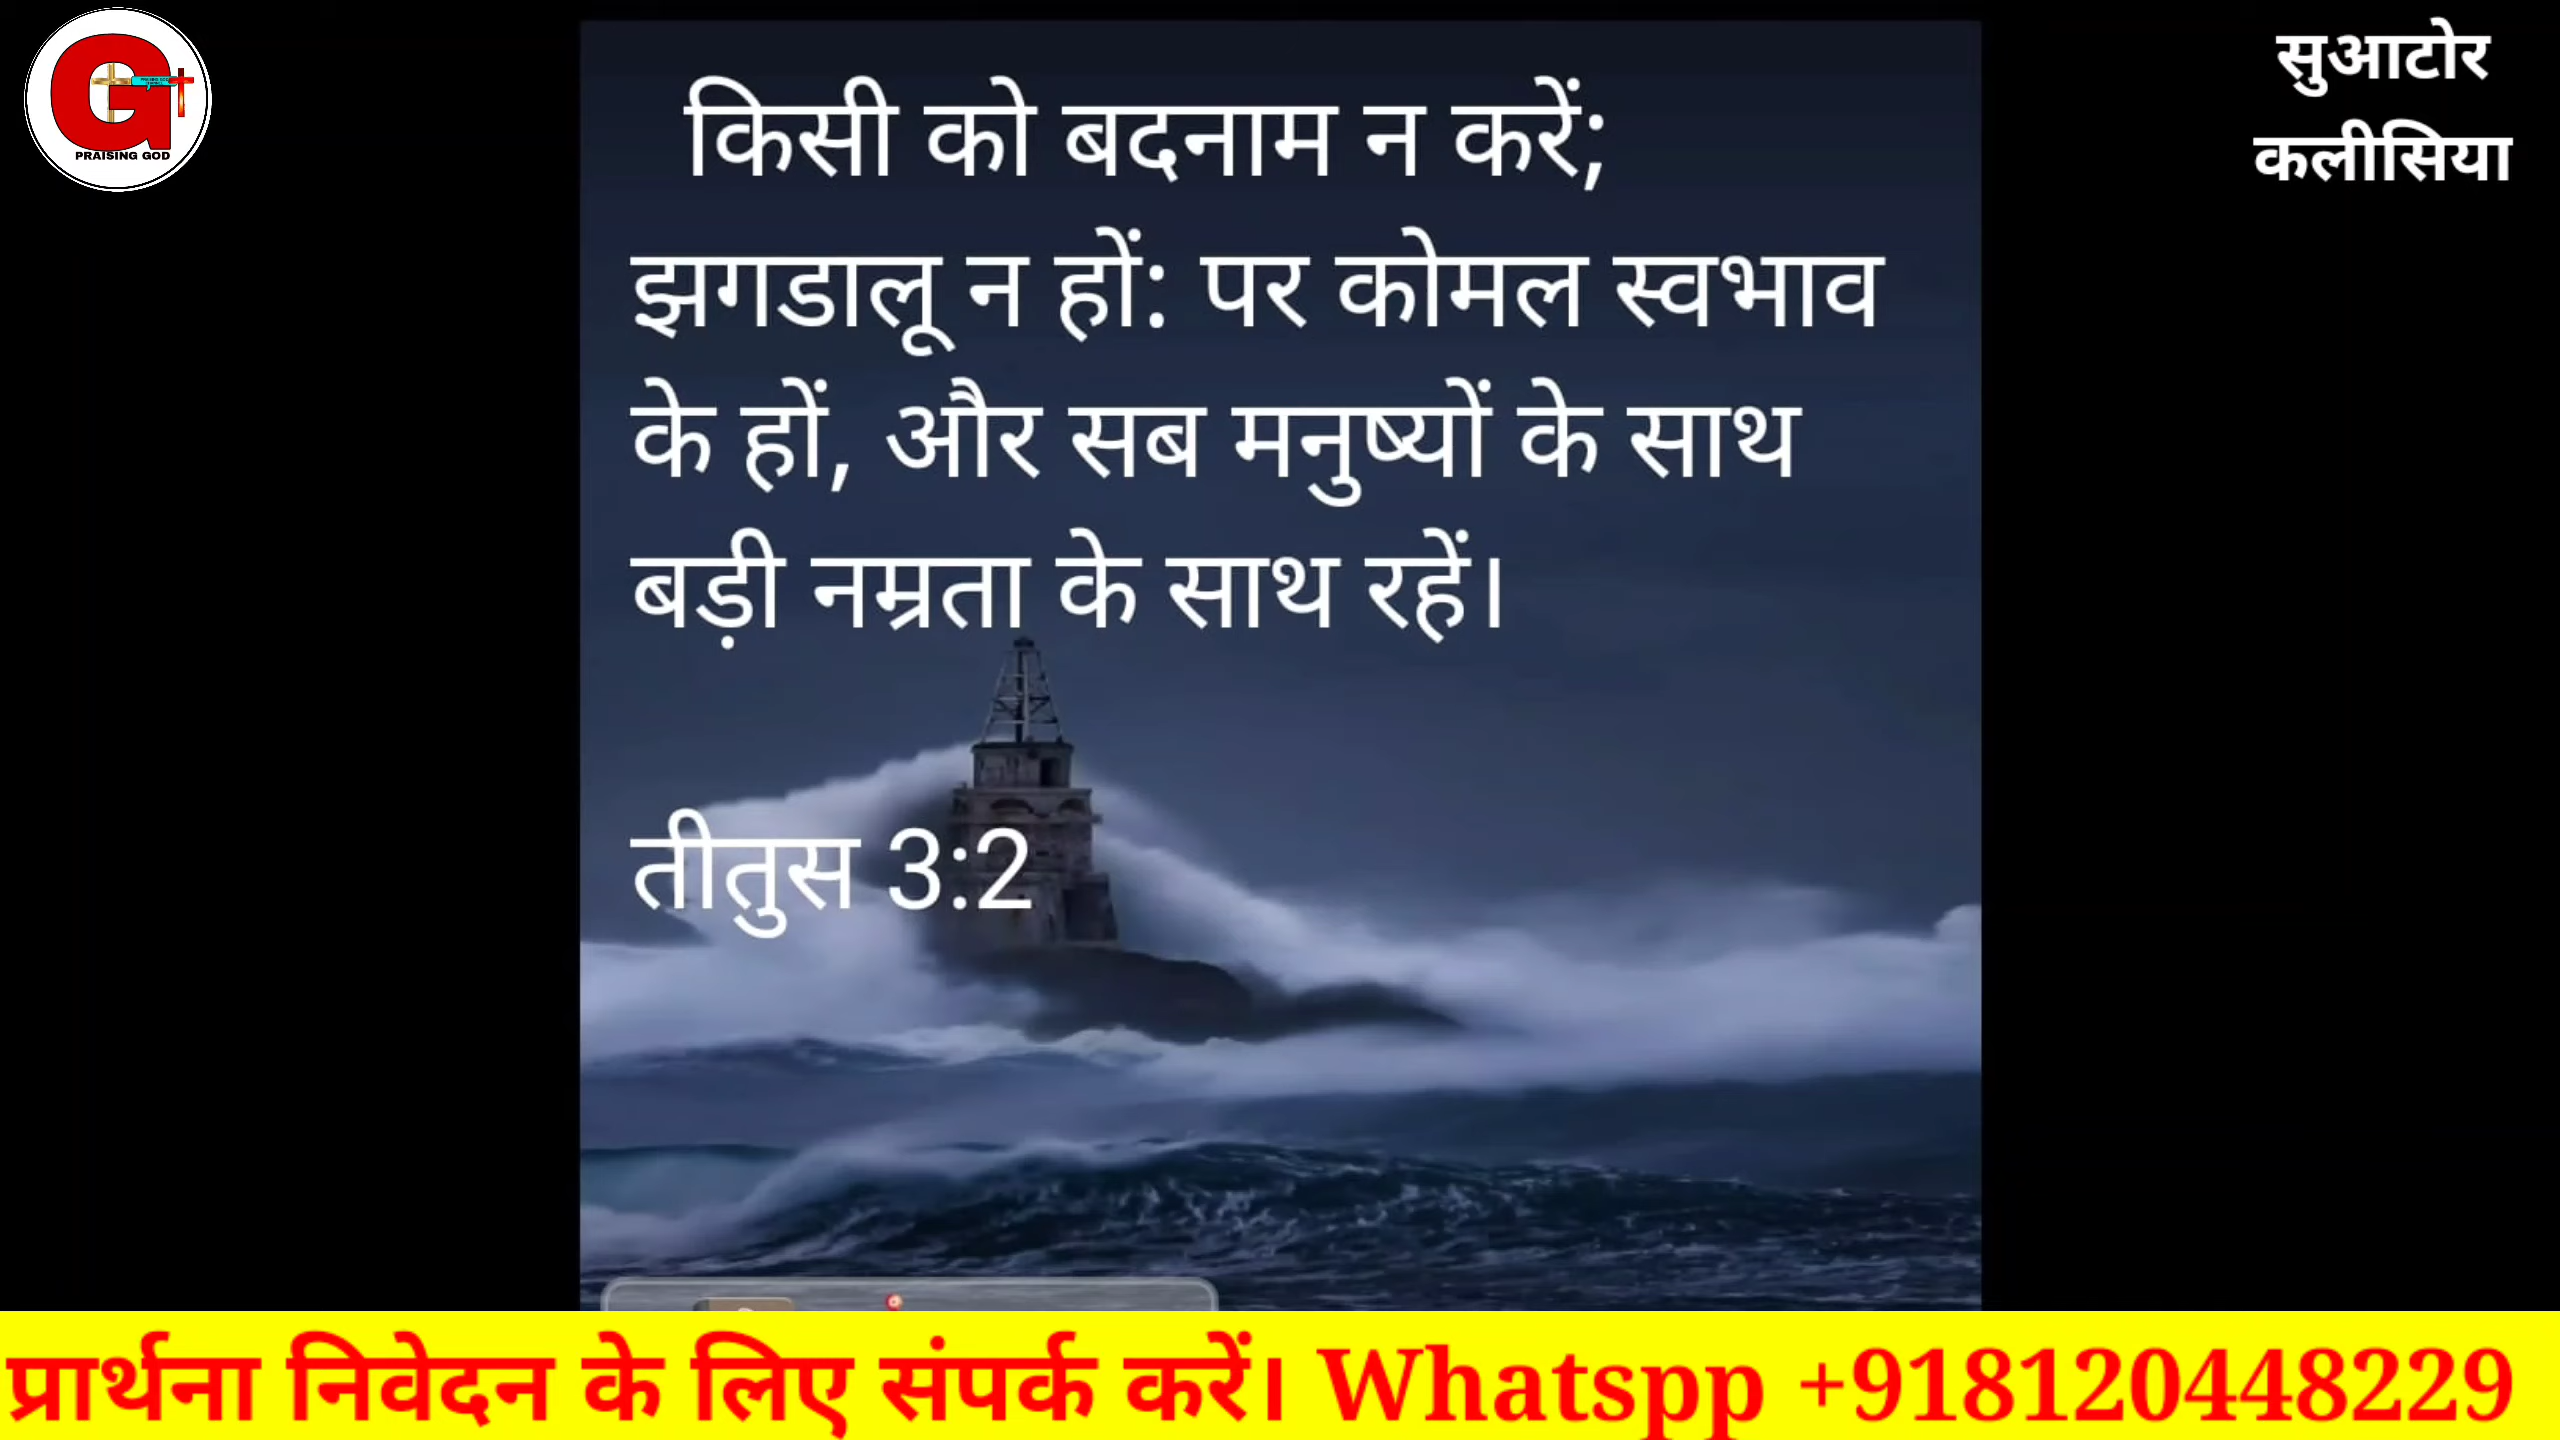 PRAISING GOD
सुआटोर
कलीसिया
किसी को बदनाम न करें;
झगडालू न हों: पर कोमल स्वभाव
के हों, और सब मनुष्यों के साथ
बड़ी नम्रता के साथ रहें।
तीतुस 3:2
प्रार्थना निवेदन के लिए संपर्क करें। Whatspp +918120448229